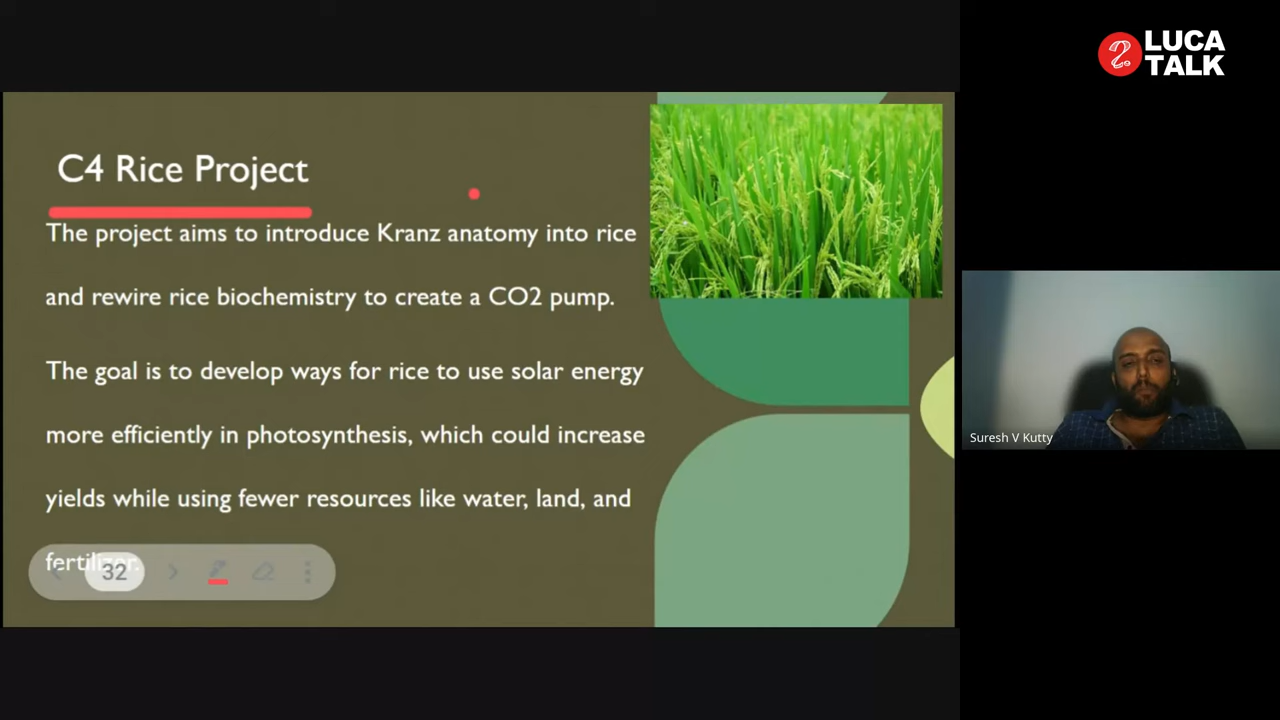 LUCA
TALK
C4 Rice Project
The project aims to introduce Kranz anatomy into rice
and rewire rice biochemistry to create a CO2 pump.
The goal is to develop ways for rice to use solar energy
more efficiently in photosynthesis, which could increase
yields while using fewer resources like water, land, and
fertilizer.
32
Suresh V Kutty